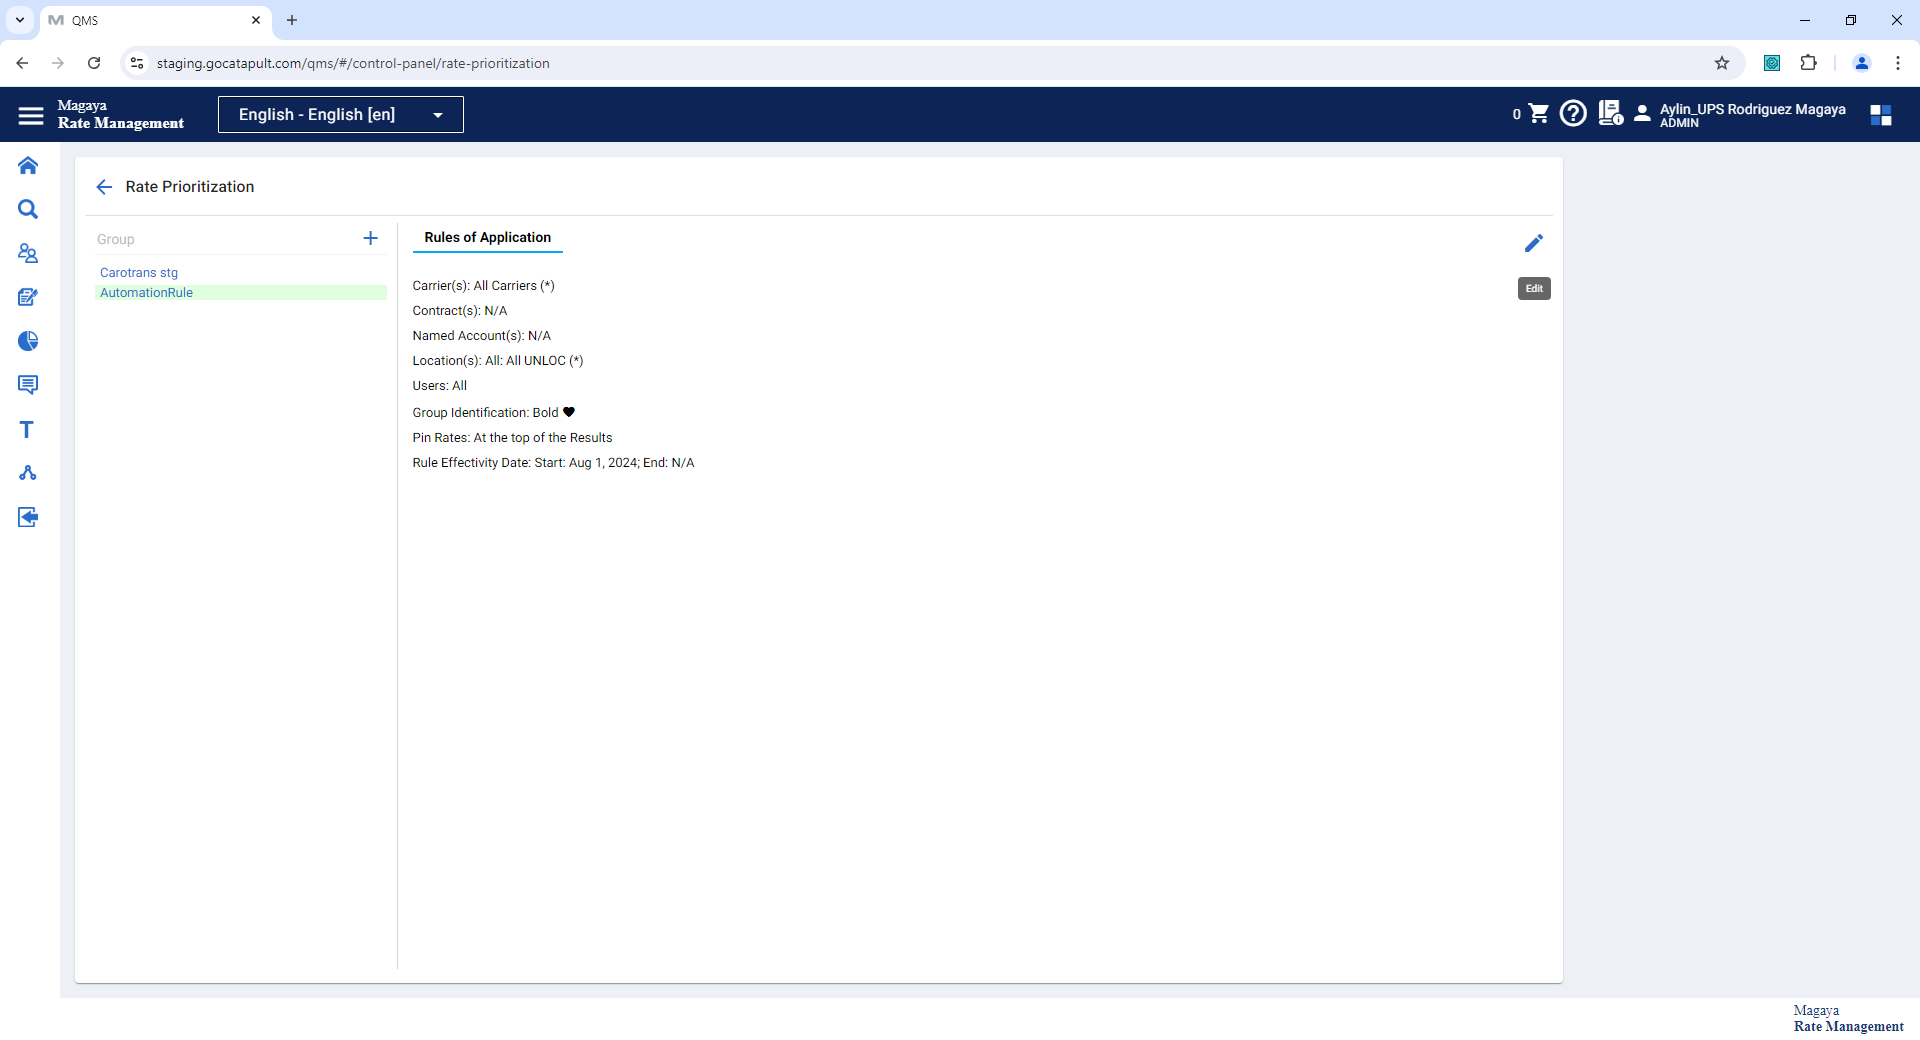 QMS
staging.gocatapult.com/qms/#/control-panel/rate-prioritization
Magaya
Rate Management
English - English [en]
0
Aylin_UPS Rodriguez Magaya
ADMIN
Rate Prioritization
Group
Carotrans stg
AutomationRule
Rules of Application
Edit
Carrier(s): All Carriers (*)
Contract(s): N/A
Named Account(s): N/A
Location(s): All: All UNLOC (*)
Users: All
Group Identification: Bold ♥
Pin Rates: At the top of the Results
Rule Effectivity Date: Start: Aug 1, 2024; End: N/A
Magaya
Rate Management